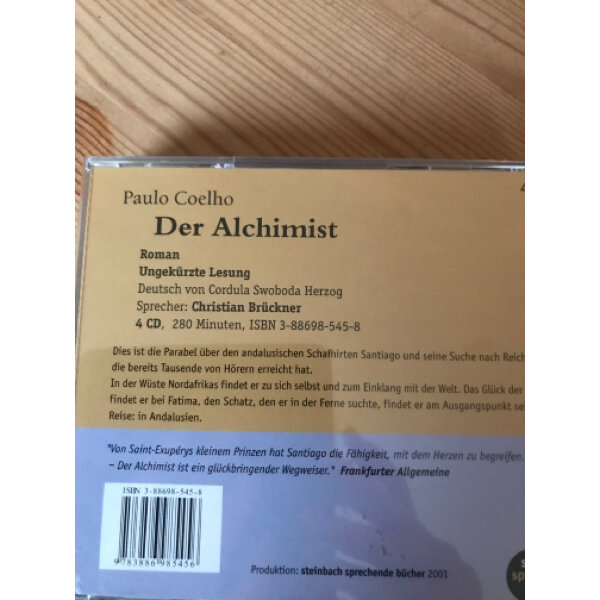 Paulo Coelho
Der Alchimist
Roman
Ungekürzte Lesung
Deutsch von Cordula Swoboda Herzog
Sprecher: Christian Brückner
4 CD, 280 Minuten, ISBN 3-88698-545-8
Dies ist die Parabel über den andalusischen Schafhirten Santiago und seine Suche nach Reich
die bereits Tausende von Hörern erreicht hat.
In der Wüste Nordafrikas findet er zu sich selbst und zum Einklang mit der Welt. Das Glück der
findet er bei Fatima, den Schatz, den er in der Ferne suchte, findet er am Ausgangspunkt se
Reise: in Andalusien.
"Von Saint-Exupérys kleinem Prinzen hat Santiago die Fähigkeit, mit dem Herzen zu begreifen.
– Der Alchimist ist ein glückbringender Wegweiser." Frankfurter Allgemeine
ISBN 3-88698-545-8
9 783886 985456
Produktion: steinbach sprechende bücher 2001